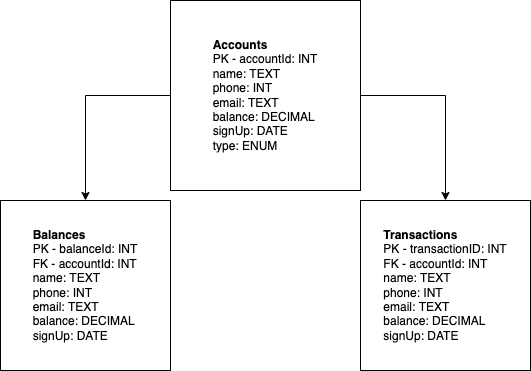 Accounts
PK - accountId: INT
name: TEXT
phone: INT
email: TEXT
balance: DECIMAL
signUp: DATE
type: ENUM
Balances
PK - balanceId: INT
FK - accountId: INT
name: TEXT
phone: INT
email: TEXT
balance: DECIMAL
signUp: DATE
Transactions
PK - transactionID: INT
FK - accountId: INT
name: TEXT
phone: INT
email: TEXT
balance: DECIMAL
signUp: DATE